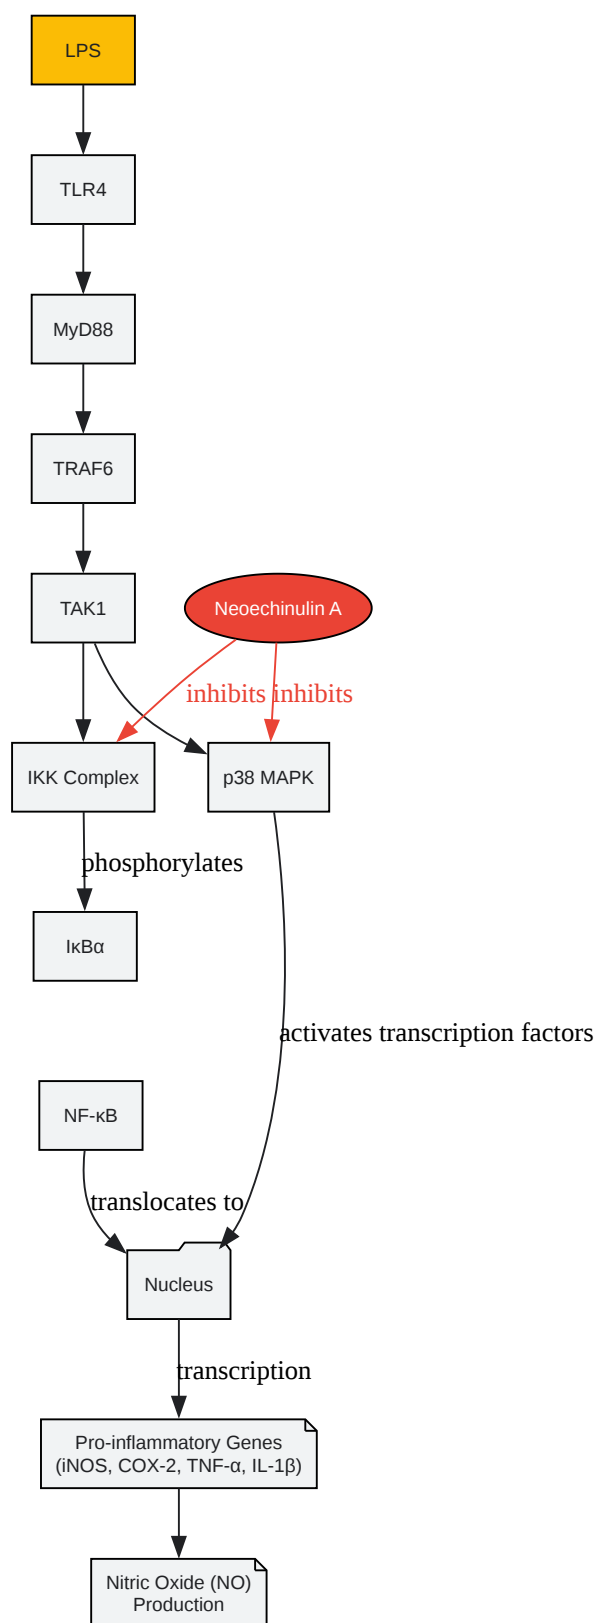 LPS
TLR4
MyD88
TRAF6
TAK1
Neoechinulin A
inhibits
inhibits
IKK Complex
p38 MAPK
phosphorylates
IκBα
activates transcription factors
NF-κB
translocates to
Nucleus
transcription
Pro-inflammatory Genes
(iNOS, COX-2, TNF-α, IL-1β)
Nitric Oxide (NO)
Production